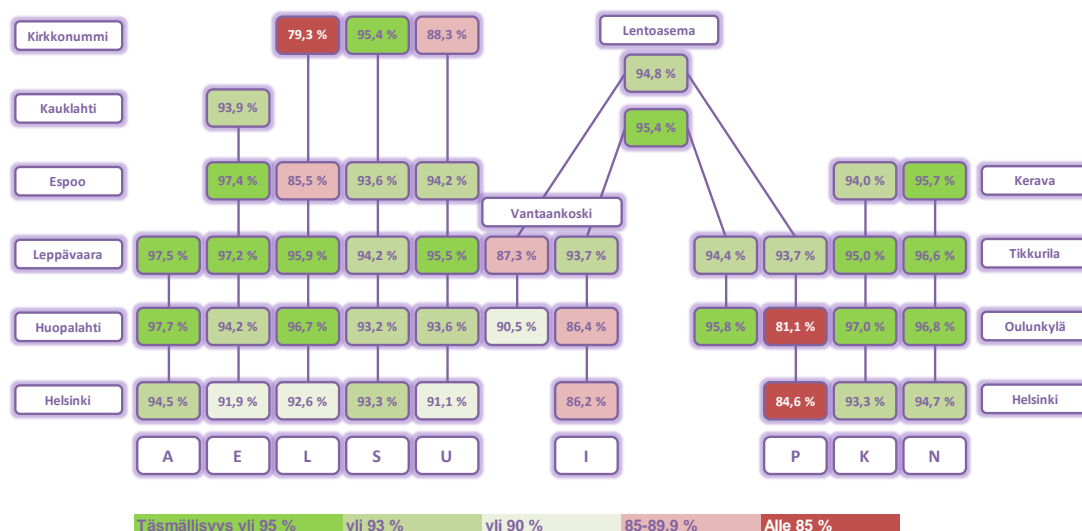 Kirkkonummi 79,3 % 95,4 % 88,3 % Lentoasema
94,8 %
Kauklahti 93,9 %
95,4 %
Espoo 97,4 % 85,5 % 93,6 % 94,2 % 94,0 % 95,7 % Kerava
Vantaankoski
Leppävaara 97,5 % 97,2 % 95,9 % 94,2 % 95,5 % 87,3 % 93,7 % 94,4 % 93,7 % 95,0 % 96,6 % Tikkurila
Huopalahti 97,7 % 94,2 % 96,7 % 93,2 % 93,6 % 90,5 % 86,4 % 95,8 % 81,1 % 97,0 % 96,8 % Oulunkylä
Helsinki 94,5 % 91,9 % 92,6 % 93,3 % 91,1 % 86,2 % 84,6 % 93,3 % 94,7 % Helsinki
A E L S U I P K N
Täsmällisyys yli 95 % yli 93 % yli 90 % 85-89,9 % Alle 85 %